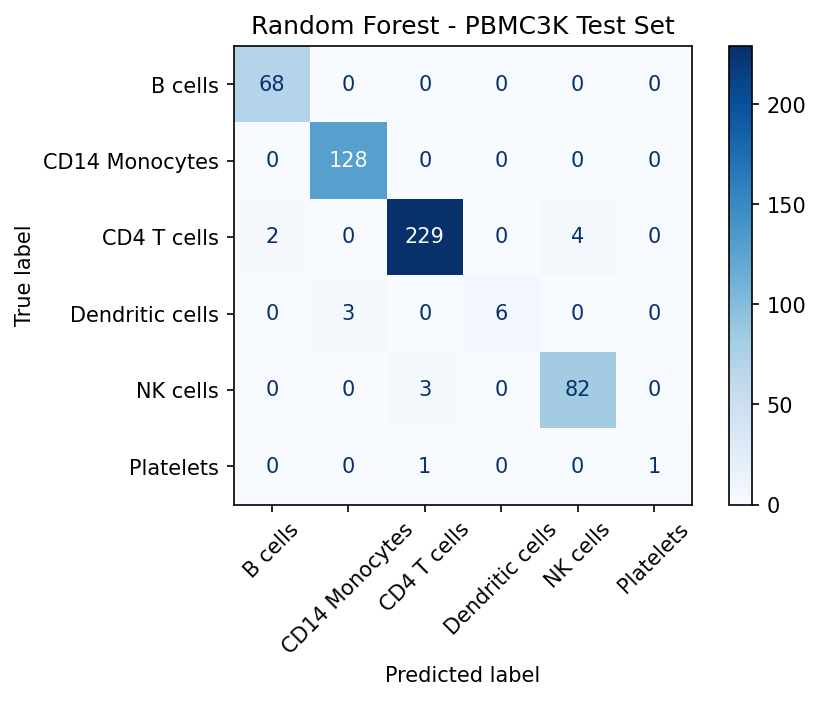 Random Forest - PBMC3K Test Set
True label
B cells 68 0 0 0 0 0
CD14 Monocytes 0 128 0 0 0 0
CD4 T cells 2 0 229 0 4 0
Dendritic cells 0 3 0 6 0 0
NK cells 0 0 3 0 82 0
Platelets 0 0 1 0 0 1
B cells CD14 Monocytes CD4 T cells Dendritic cells NK cells Platelets
Predicted label
200
150
100
50
0